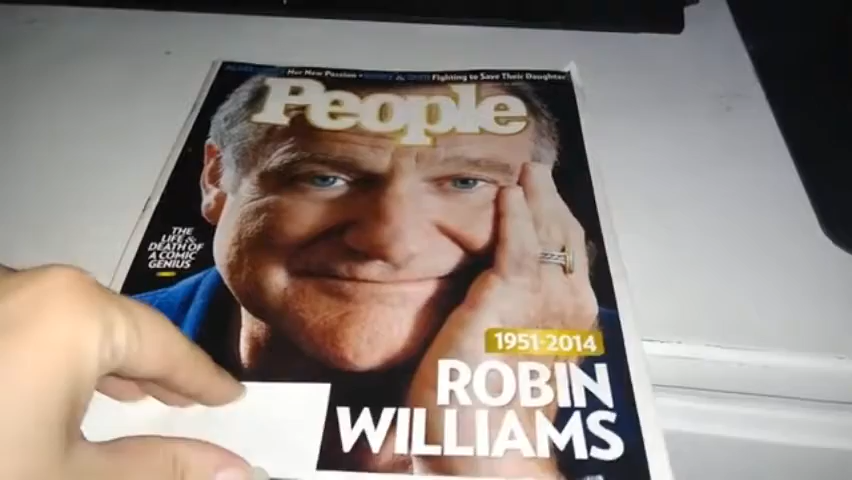 Her New Passion • & Fighting to Save Their Daughter
People
THE
LIFE &
DEATH OF
A COMIC
GENIUS
1951-2014
ROBIN
WILLIAMS